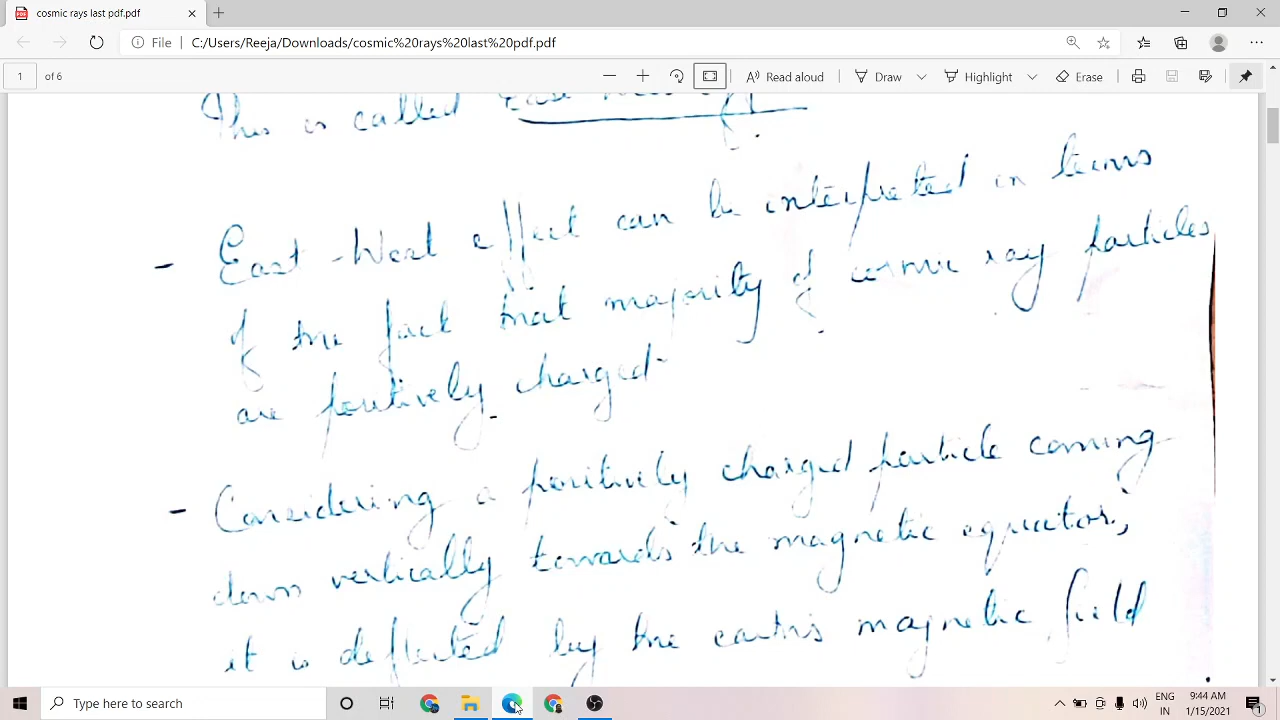 cosmic rays last pdf.pdf
File C:/Users/Reeja/Downloads/cosmic%20rays%20last%20pdf.pdf
1 of 6 Read aloud Draw Highlight Erase
This is called East West eff
- East-West effect can be interpreted in terms
of the fact that majority of cosmic ray particles
are positively charged.
- Considering a positively charged particle coming
down vertically towards the magnetic equator,
it is deflected by the earth's magnetic field
Type here to search
ENG 9:44 AM
IN 1/15/2021
1